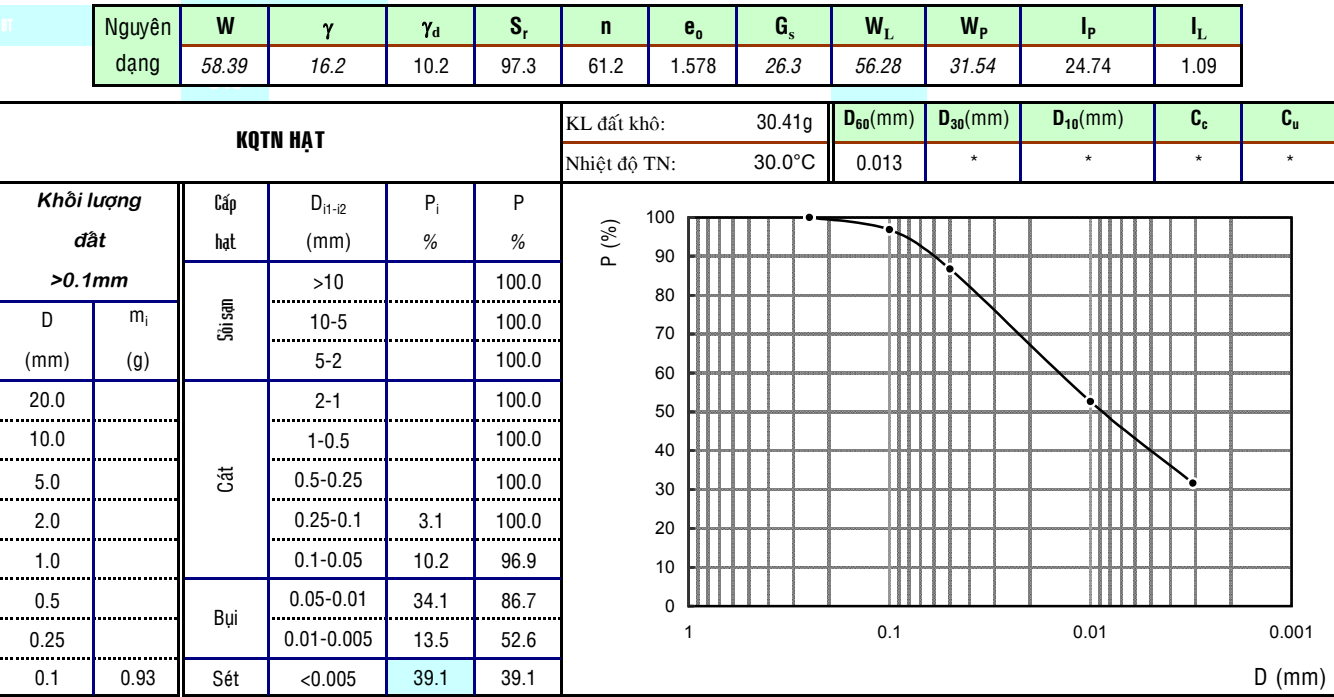 Nguyên W γ γd Sr n eo Gs WL WP IP IL
dạng 58.39 16.2 10.2 97.3 61.2 1.578 26.3 56.28 31.54 24.74 1.09
KQTN HẠT
KL đất khô: 30.41g D60(mm) D30(mm) D10(mm) Cc Cu
Nhiệt độ TN: 30.0°C 0.013 * * * *
Khối lượng Cấp Di1-i2 Pi P
đất hạt (mm) % %
>0.1mm >10 100.0
D mi Sỏi sạn 10-5 100.0
(mm) (g) 5-2 100.0
20.0 2-1 100.0
10.0 1-0.5 100.0
5.0 Cát 0.5-0.25 100.0
2.0 0.25-0.1 3.1 100.0
1.0 0.1-0.05 10.2 96.9
0.5 Bụi 0.05-0.01 34.1 86.7
0.25 0.01-0.005 13.5 52.6
0.1 0.93 Sét <0.005 39.1 39.1
P (%)
100
90
80
70
60
50
40
30
20
10
0
1 0.1 0.01 0.001
D (mm)